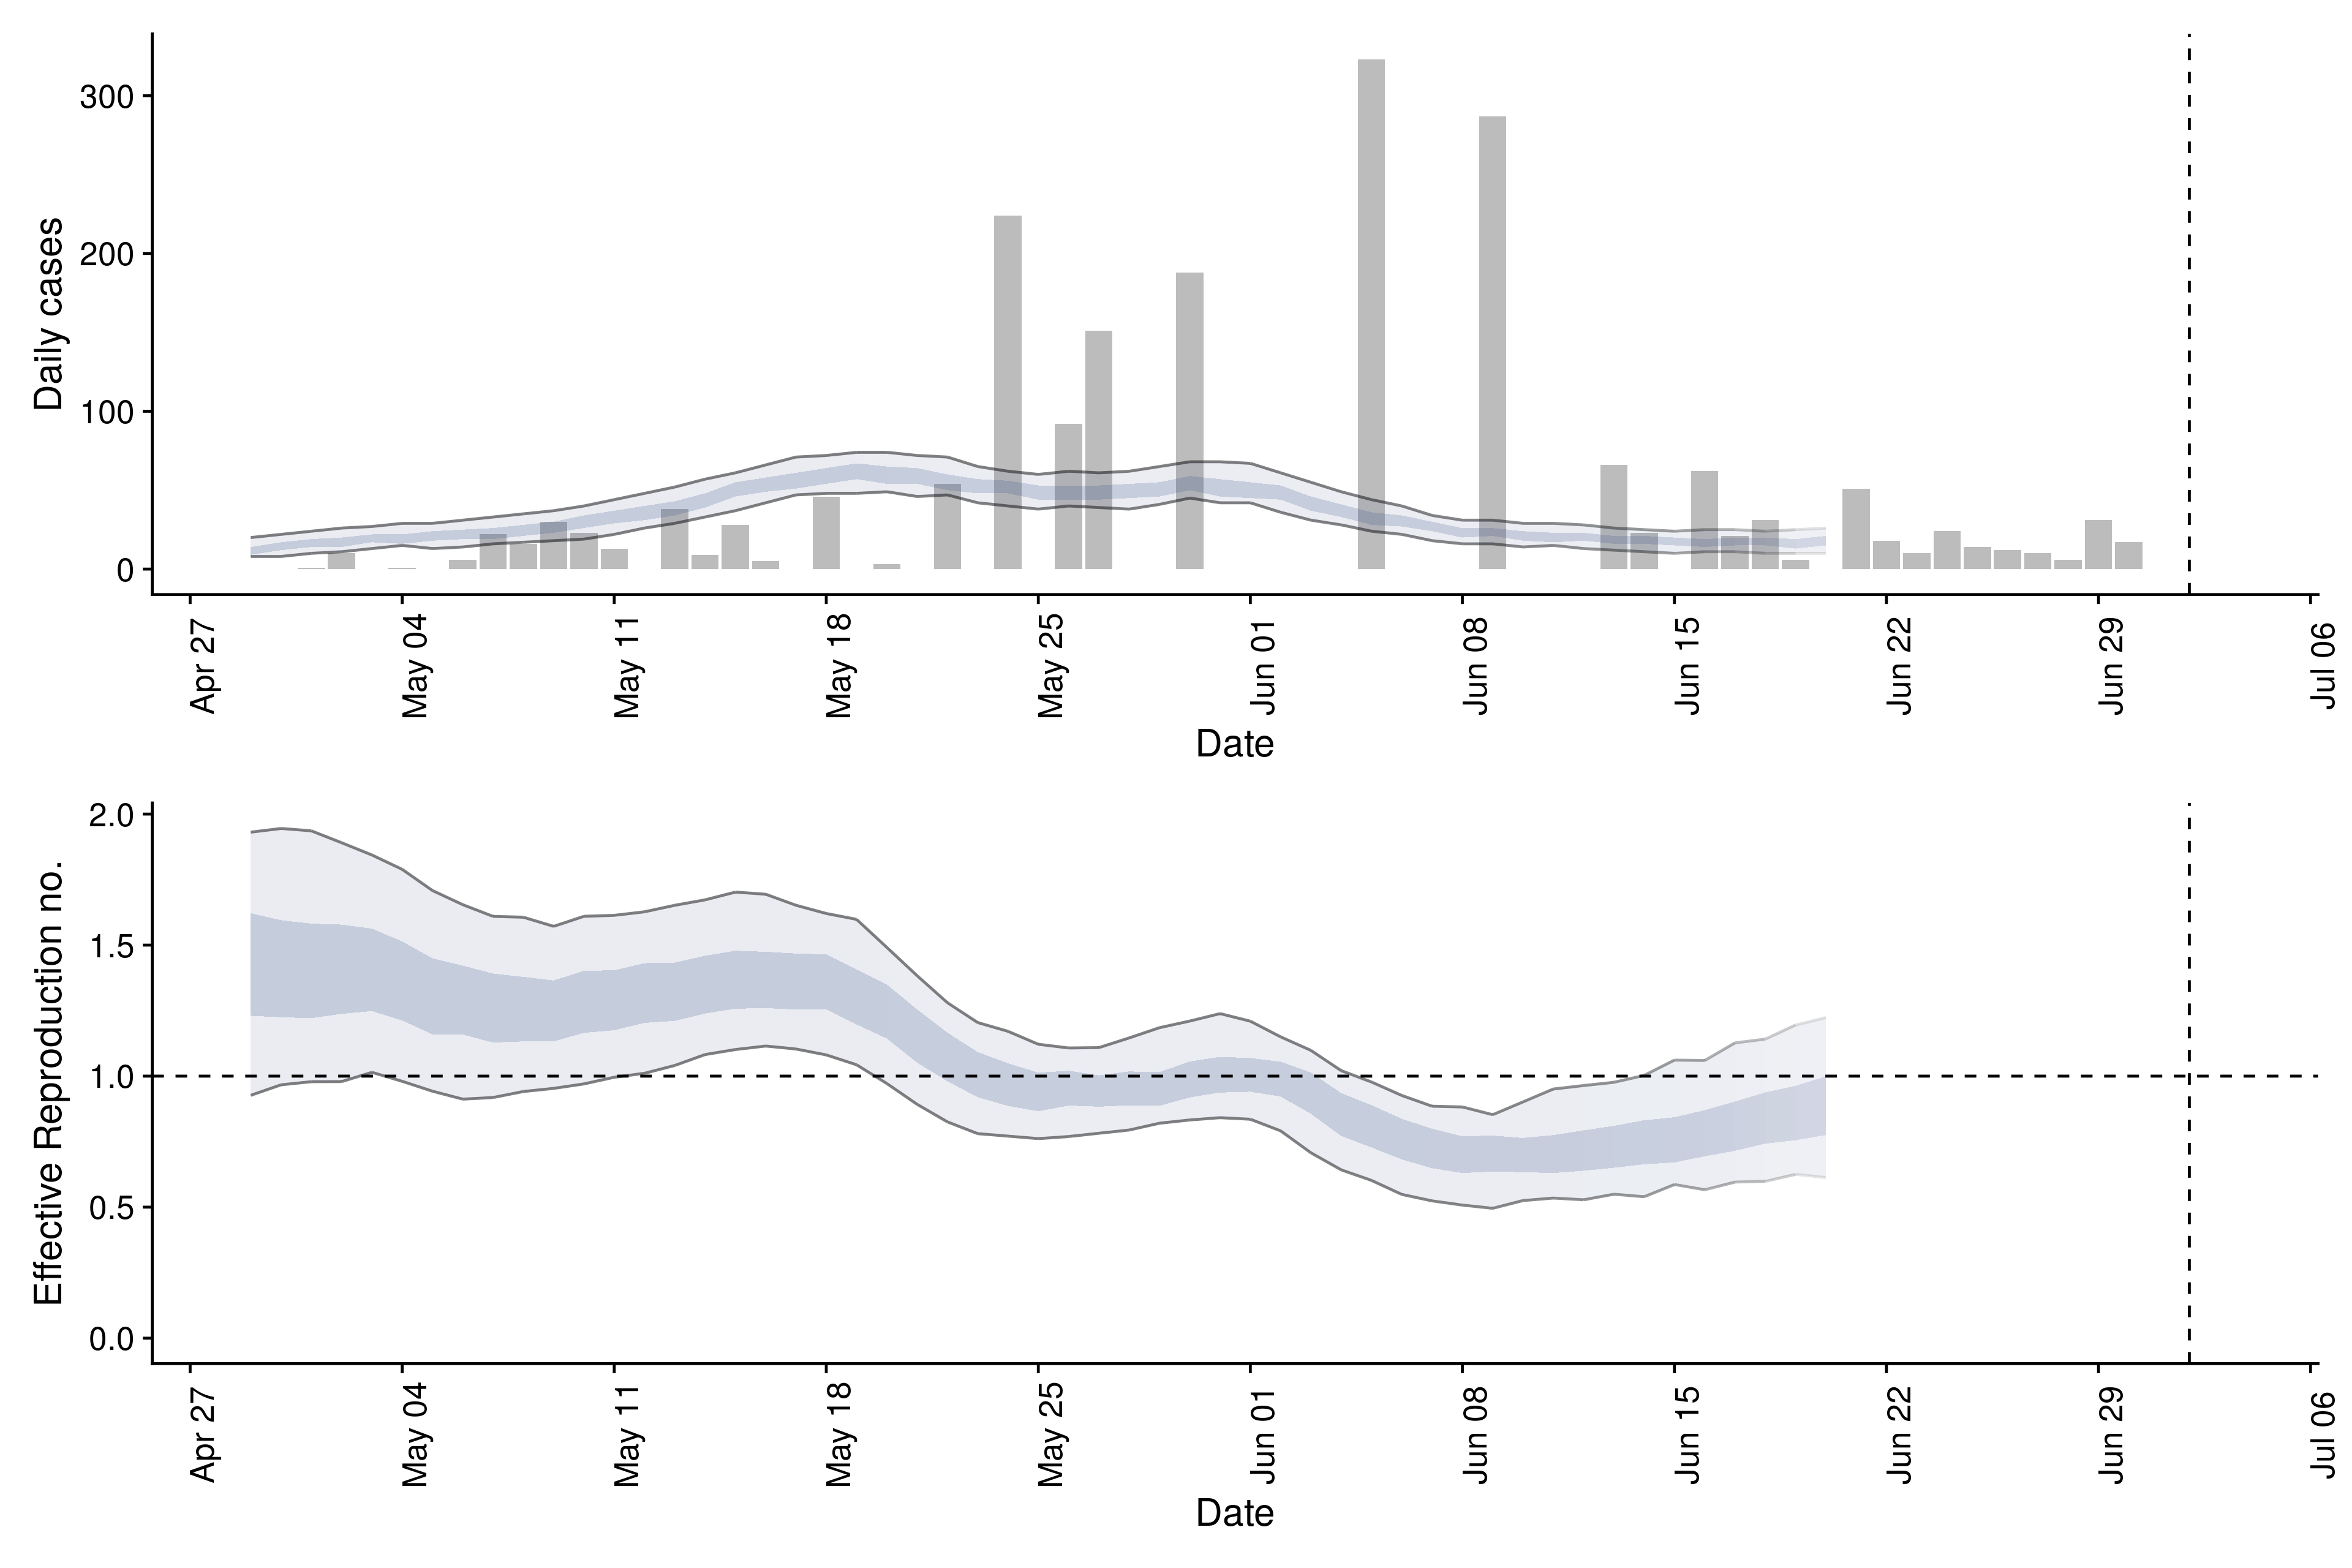 Daily cases
300
200
100
0
Apr 27
May 04
May 11
May 18
May 25
Jun 01
Jun 08
Jun 15
Jun 22
Jun 29
Jul 06
Date
Effective Reproduction no.
2.0
1.5
1.0
0.5
0.0
Apr 27
May 04
May 11
May 18
May 25
Jun 01
Jun 08
Jun 15
Jun 22
Jun 29
Jul 06
Date